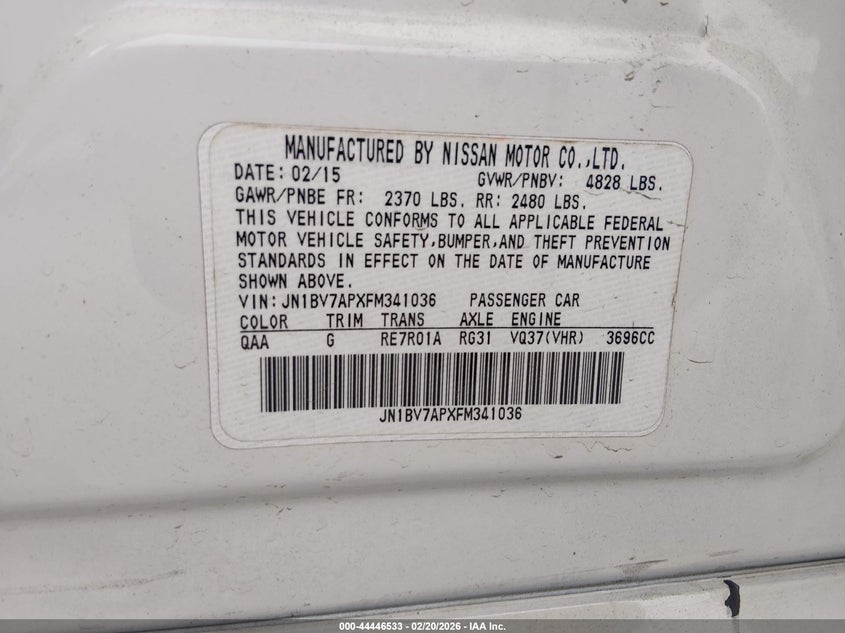 MANUFACTURED BY NISSAN MOTOR CO.,LTD.
DATE: 02/15 GVWR/PNBV: 4828 LBS.
GAWR/PNBE FR: 2370 LBS. RR: 2480 LBS.
THIS VEHICLE CONFORMS TO ALL APPLICABLE FEDERAL
MOTOR VEHICLE SAFETY,BUMPER,AND THEFT PREVENTION
STANDARDS IN EFFECT ON THE DATE OF MANUFACTURE
SHOWN ABOVE.
VIN: JN1BV7APXFM341036 PASSENGER CAR
COLOR TRIM TRANS AXLE ENGINE
QAA G RE7R01A RG31 VQ37(VHR) 3696CC
JN1BV7APXFM341036
000-44446533 - 02/20/2026 - IAA Inc.